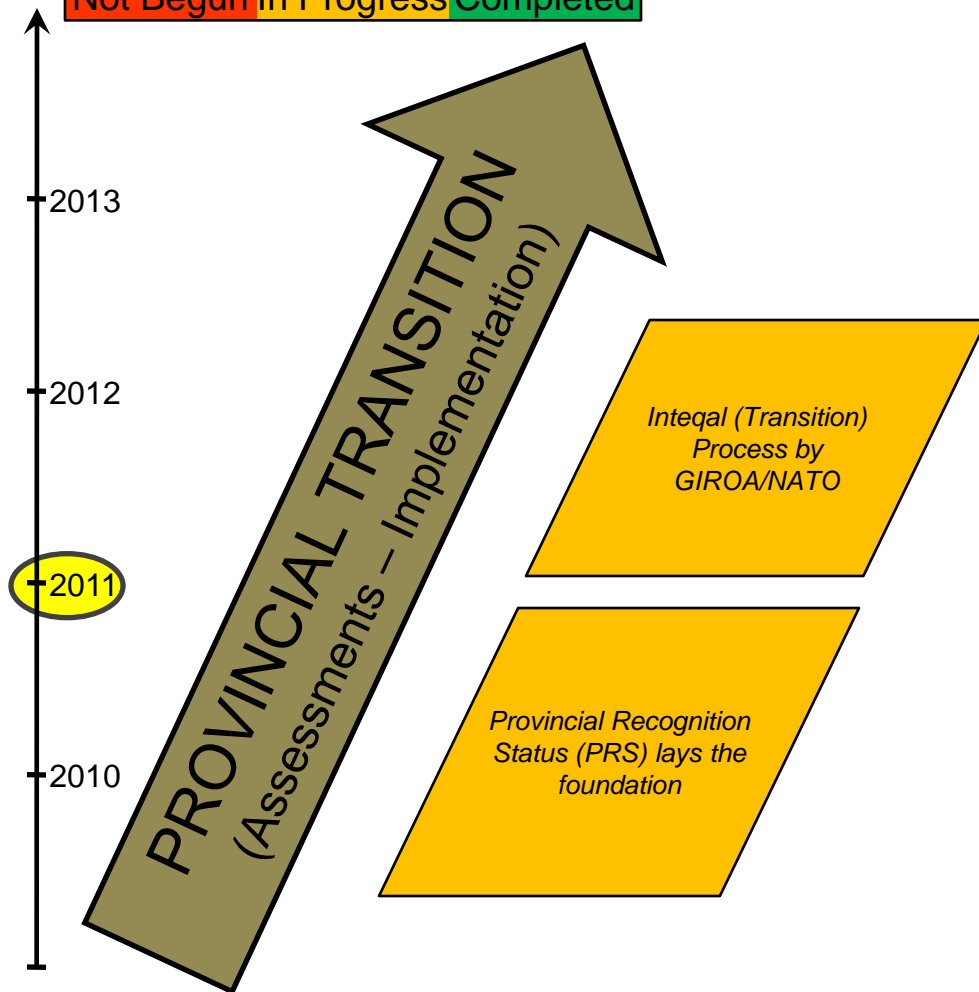 Not Begun In Progress Completed
2013
2012
2011
2010
PROVINCIAL TRANSITION
(Assessments – Implementation)
Inteqal (Transition)
Process by
GIROA/NATO
Provincial Recognition
Status (PRS) lays the
foundation